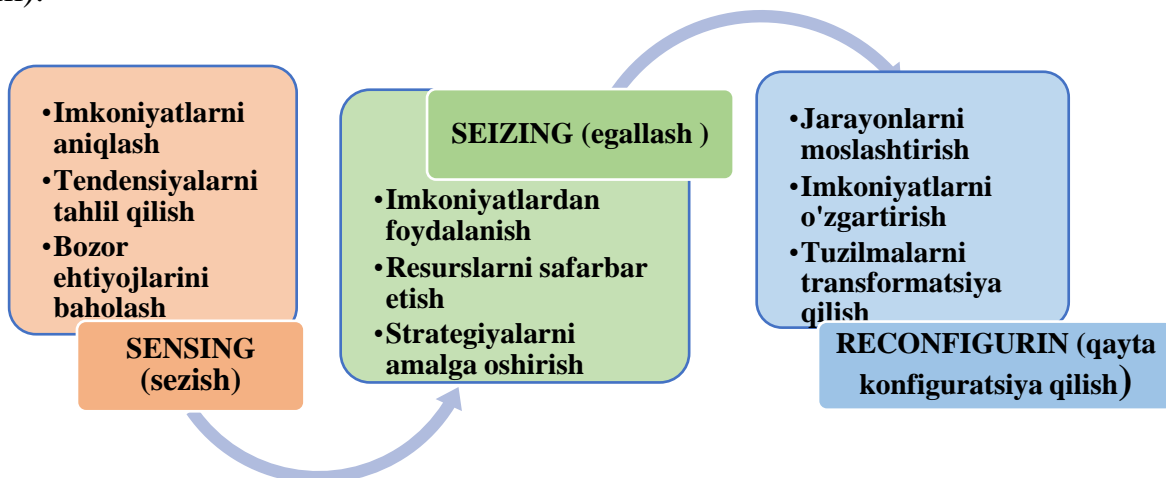 •Imkoniyatlarni
aniqlash
•Tendensiyalarni
tahlil qilish
•Bozor
ehtiyojlarini
baholash
SENSING
(sezish)
SEIZING (egallash )
•Imkoniyatlardan
foydalanish
•Resurslarni safarbar
etish
•Strategiyalarni
amalga oshirish
•Jarayonlarni
moslashtirish
•Imkoniyatlarni
o'zgartirish
•Tuzilmalarni
transformatsiya
qilish
RECONFIGURIN (qayta
konfiguratsiya qilish)